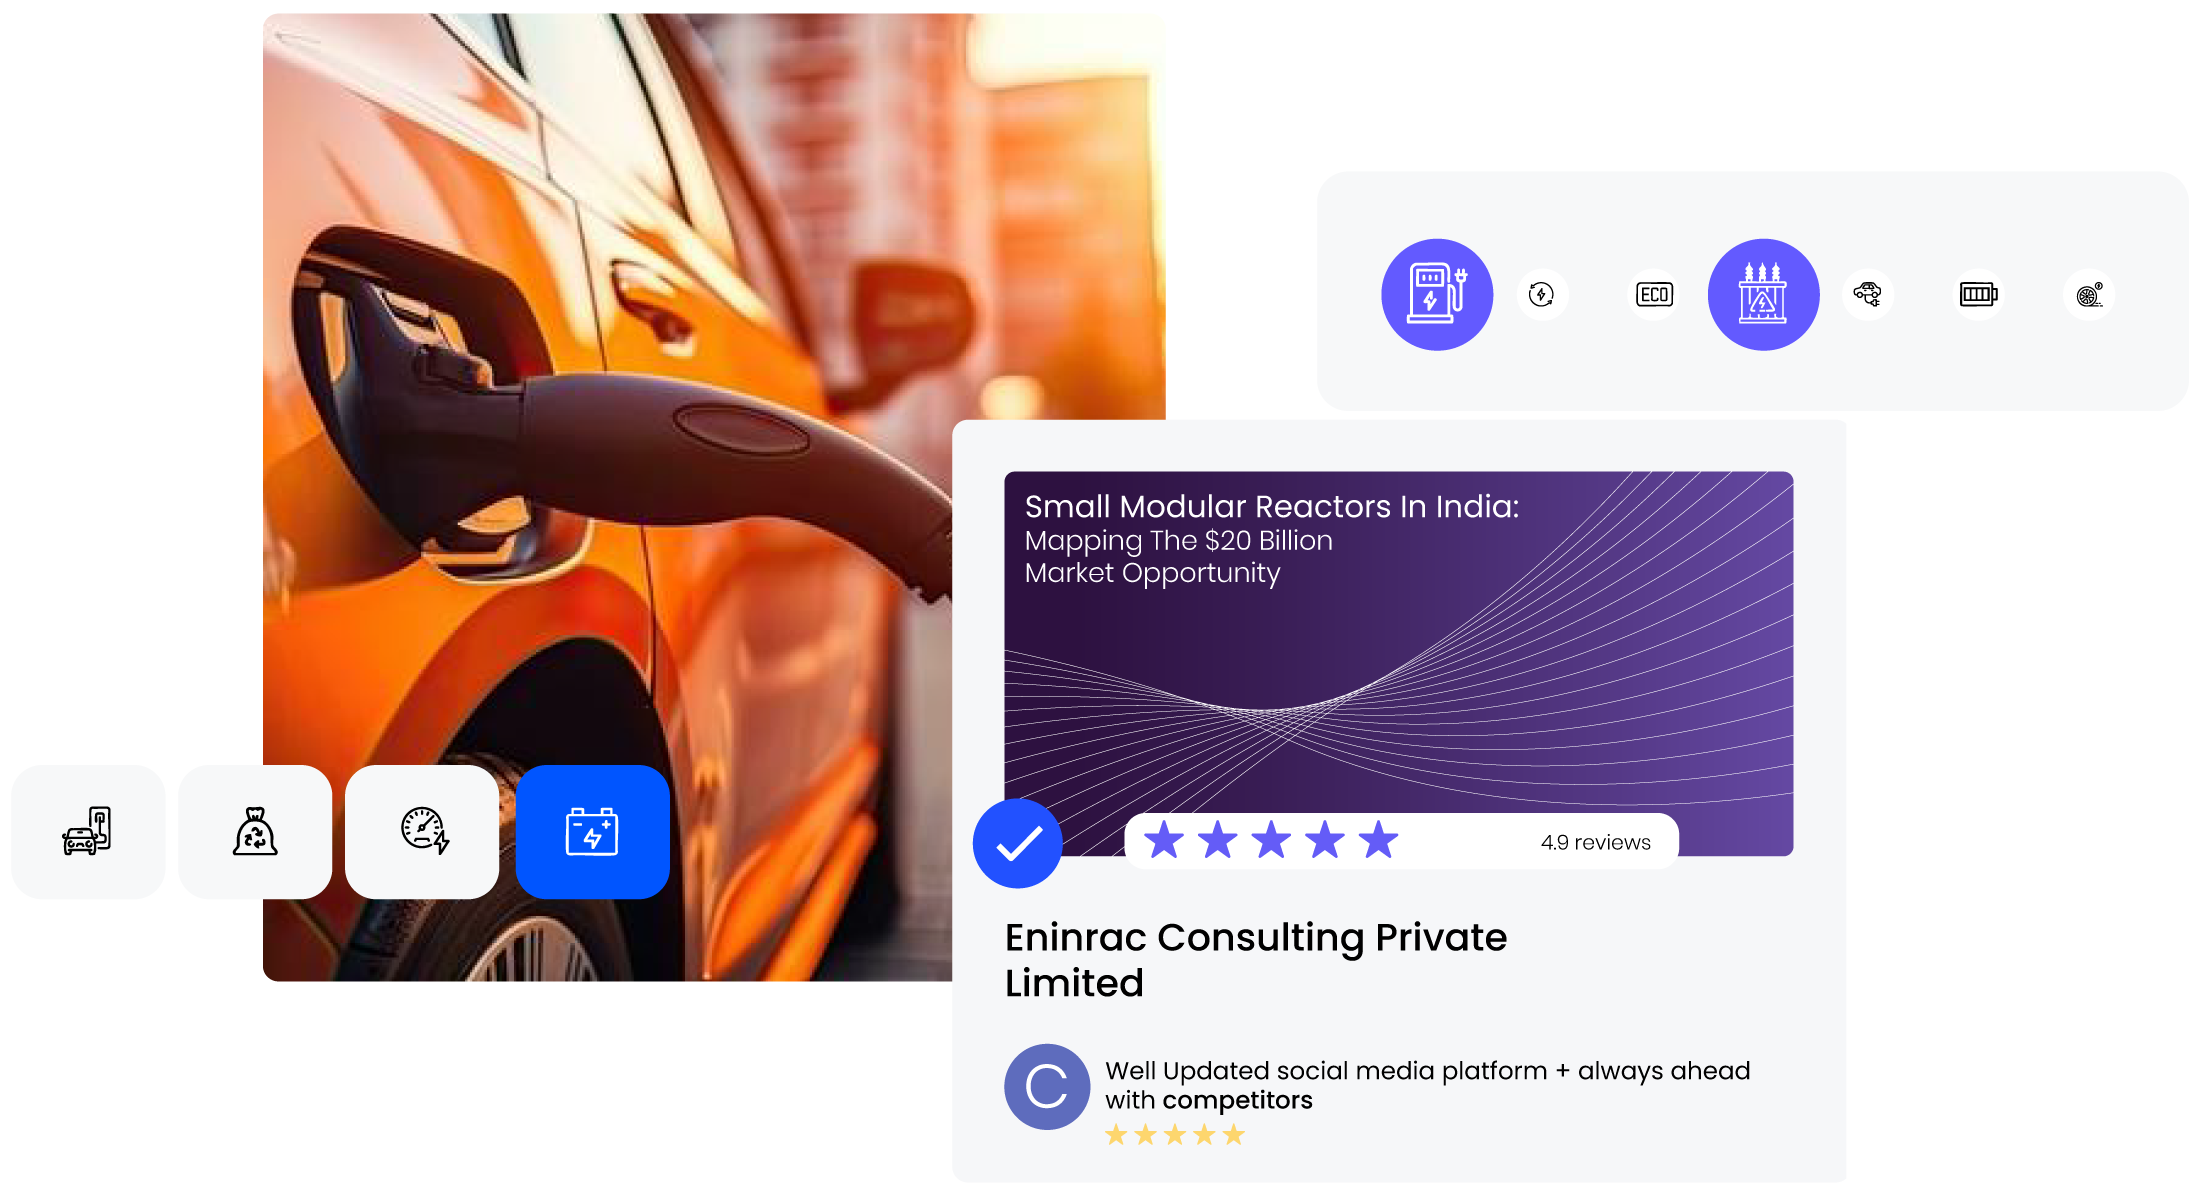 ECO
Small Modular Reactors In India:
Mapping The $20 Billion
Market Opportunity
4.9 reviews
Eninrac Consulting Private
Limited
C
Well Updated social media platform + always ahead
with competitors